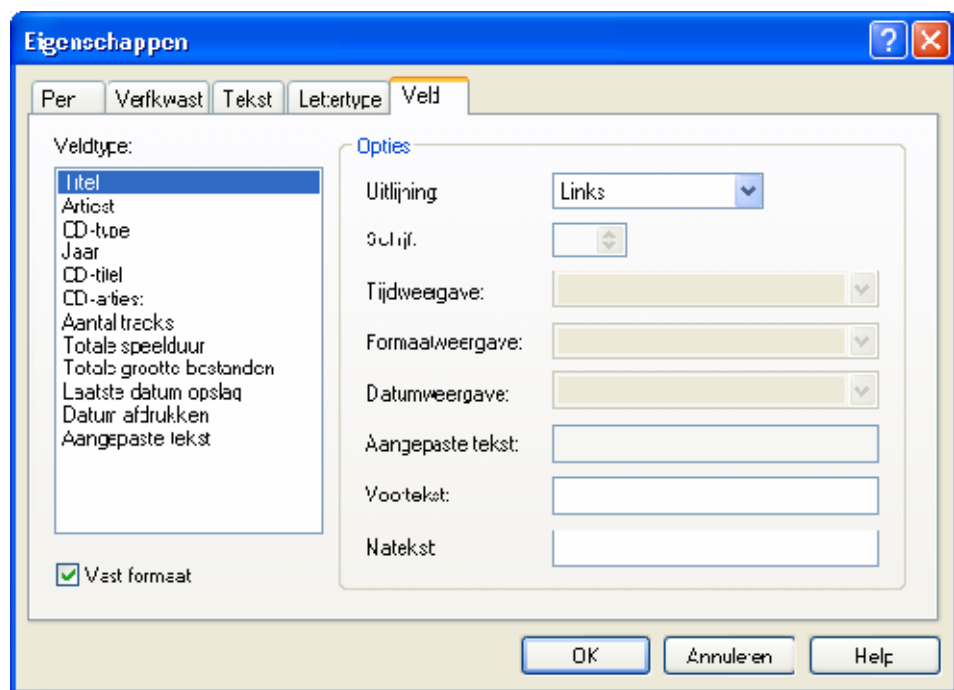 Eigenschappen
Pen Verfkwast Tekst Lettertype Veld
Veldtype:
Titel
Artiest
CD-type
Jaar
CD-titel
CD-artiest
Aantal tracks
Totale speelduur
Totale grootte bestanden
Laatste datum opslag
Datum afdrukken
Aangepaste tekst
Vast formaat
Opties
Uitlijning: Links
Schijf:
Tijdweergave:
Formaatweergave:
Datumweergave:
Aangepaste tekst:
Voortekst:
Natekst:
OK Annuleren Help